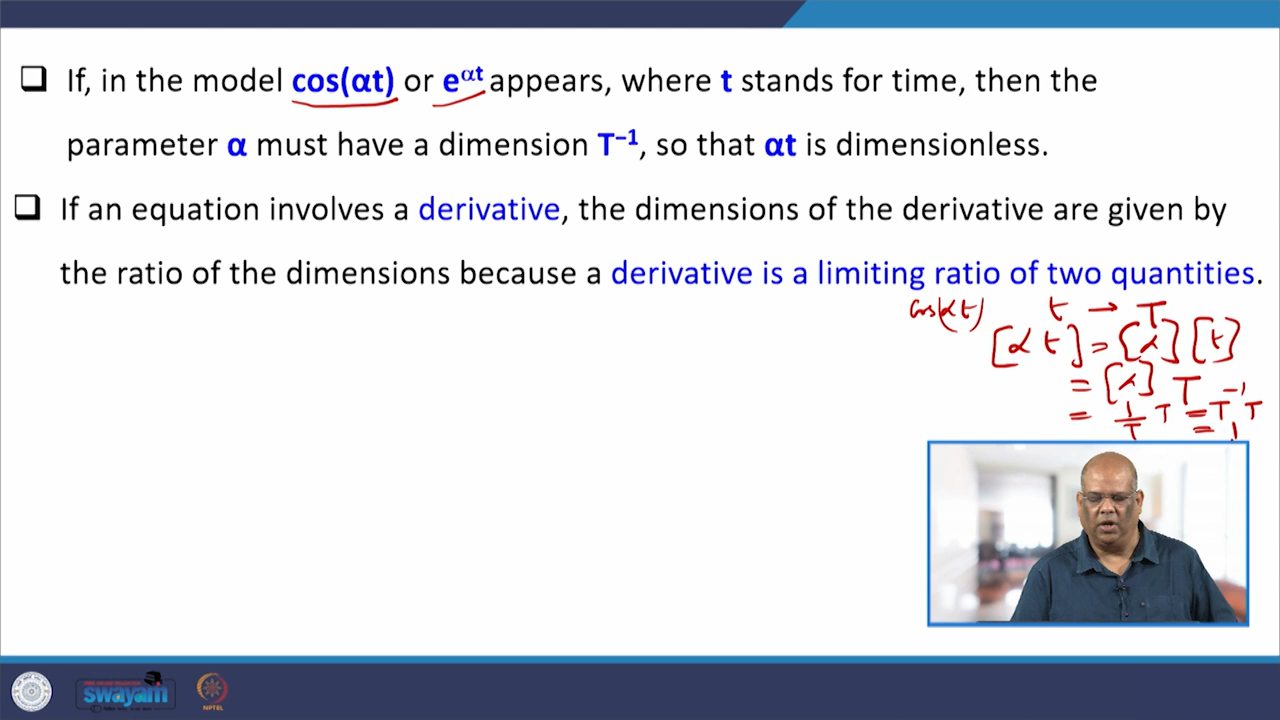 If, in the model cos(αt) or e^αt appears, where t stands for time, then the
parameter α must have a dimension T⁻¹, so that αt is dimensionless.
If an equation involves a derivative, the dimensions of the derivative are given by
the ratio of the dimensions because a derivative is a limiting ratio of two quantities.
cos(αt) t → T
[α t] = [α] [t]
= [α] T
= 1/T T = T⁻¹ T
= 1
swayam
NPTEL